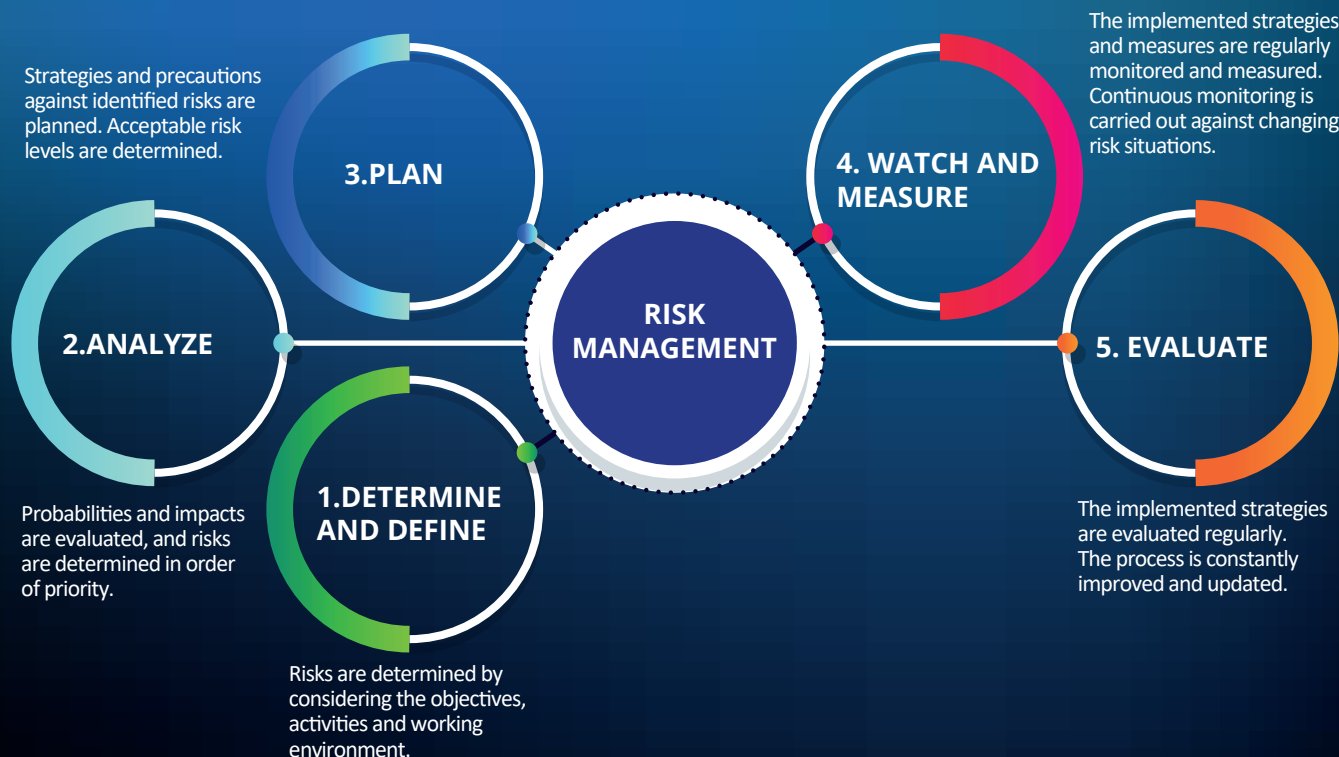 Strategies and precautions
against identified risks are
planned. Acceptable risk
levels are determined.
3.PLAN
2.ANALYZE
Probabilities and impacts
are evaluated, and risks
are determined in order
of priority.
1.DETERMINE
AND DEFINE
Risks are determined by
considering the objectives,
activities and working
environment.
RISK
MANAGEMENT
4. WATCH AND
MEASURE
The implemented strategies
and measures are regularly
monitored and measured.
Continuous monitoring is
carried out against changing
risk situations.
5. EVALUATE
The implemented strategies
are evaluated regularly.
The process is constantly
improved and updated.